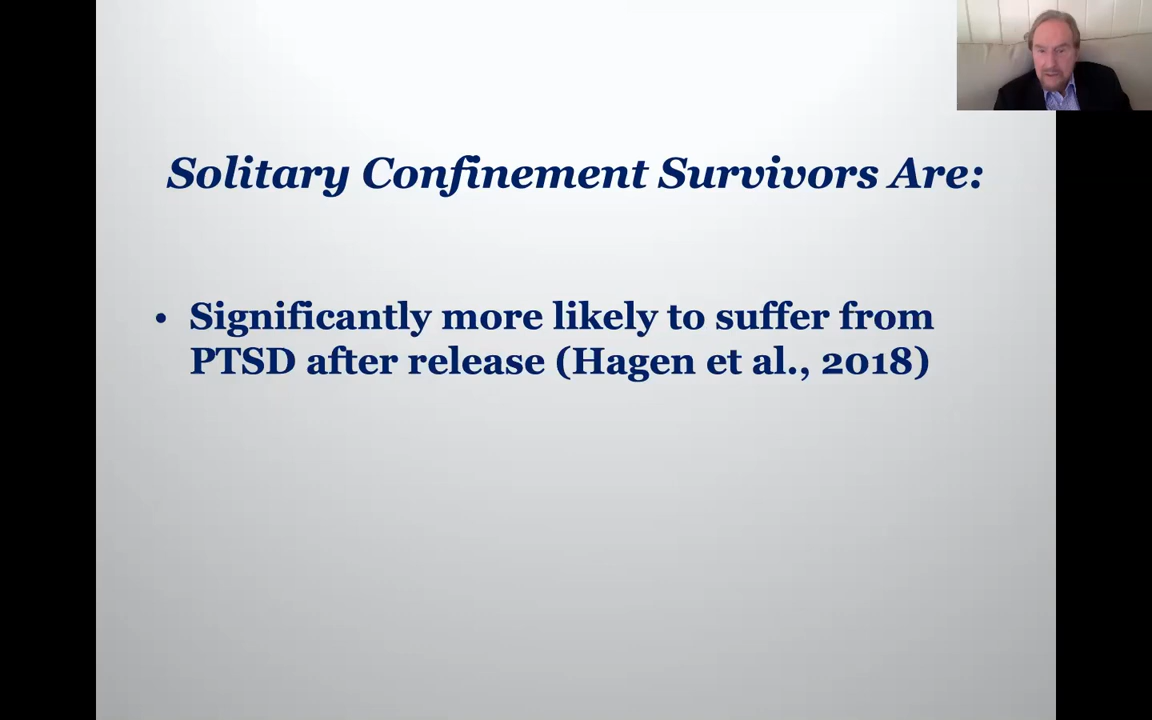 Solitary Confinement Survivors Are:
• Significantly more likely to suffer from
PTSD after release (Hagen et al., 2018)